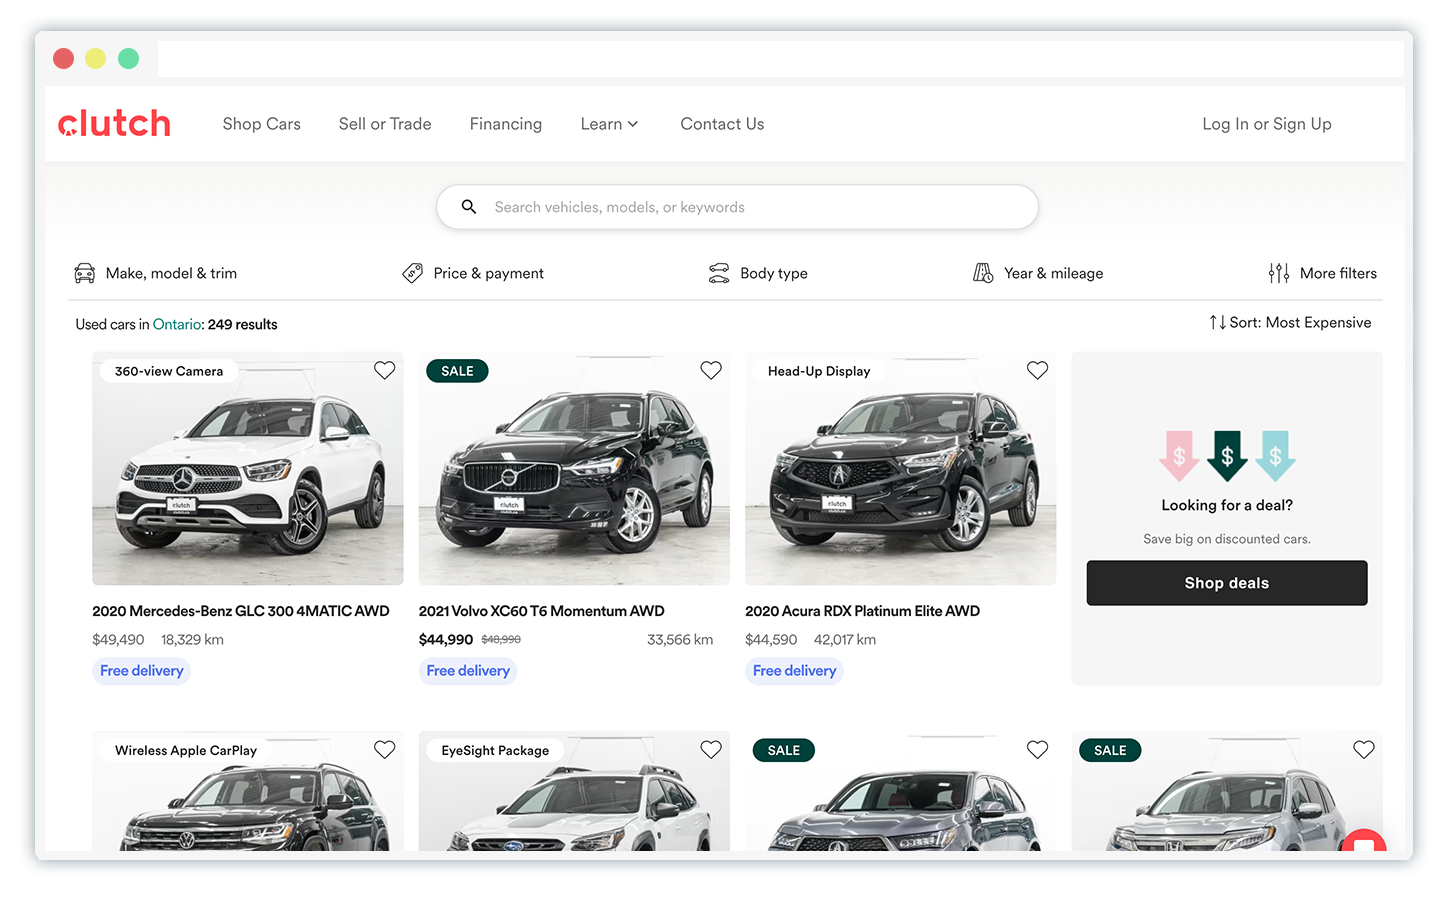 clutch
Shop Cars
Sell or Trade
Financing
Learn
Contact Us
Log In or Sign Up
Search vehicles, models, or keywords
Make, model & trim
Price & payment
Body type
Year & mileage
More filters
Used cars in Ontario: 249 results
Sort: Most Expensive
360-view Camera
clutch
2020 Mercedes-Benz GLC 300 4MATIC AWD
$49,490 18,329 km
Free delivery
SALE
clutch
2021 Volvo XC60 T6 Momentum AWD
$44,990 $48,990 33,566 km
Free delivery
Head-Up Display
clutch
2020 Acura RDX Platinum Elite AWD
$44,590 42,017 km
Free delivery
$ $ $
Looking for a deal?
Save big on discounted cars.
Shop deals
Wireless Apple CarPlay
EyeSight Package
SALE
SALE